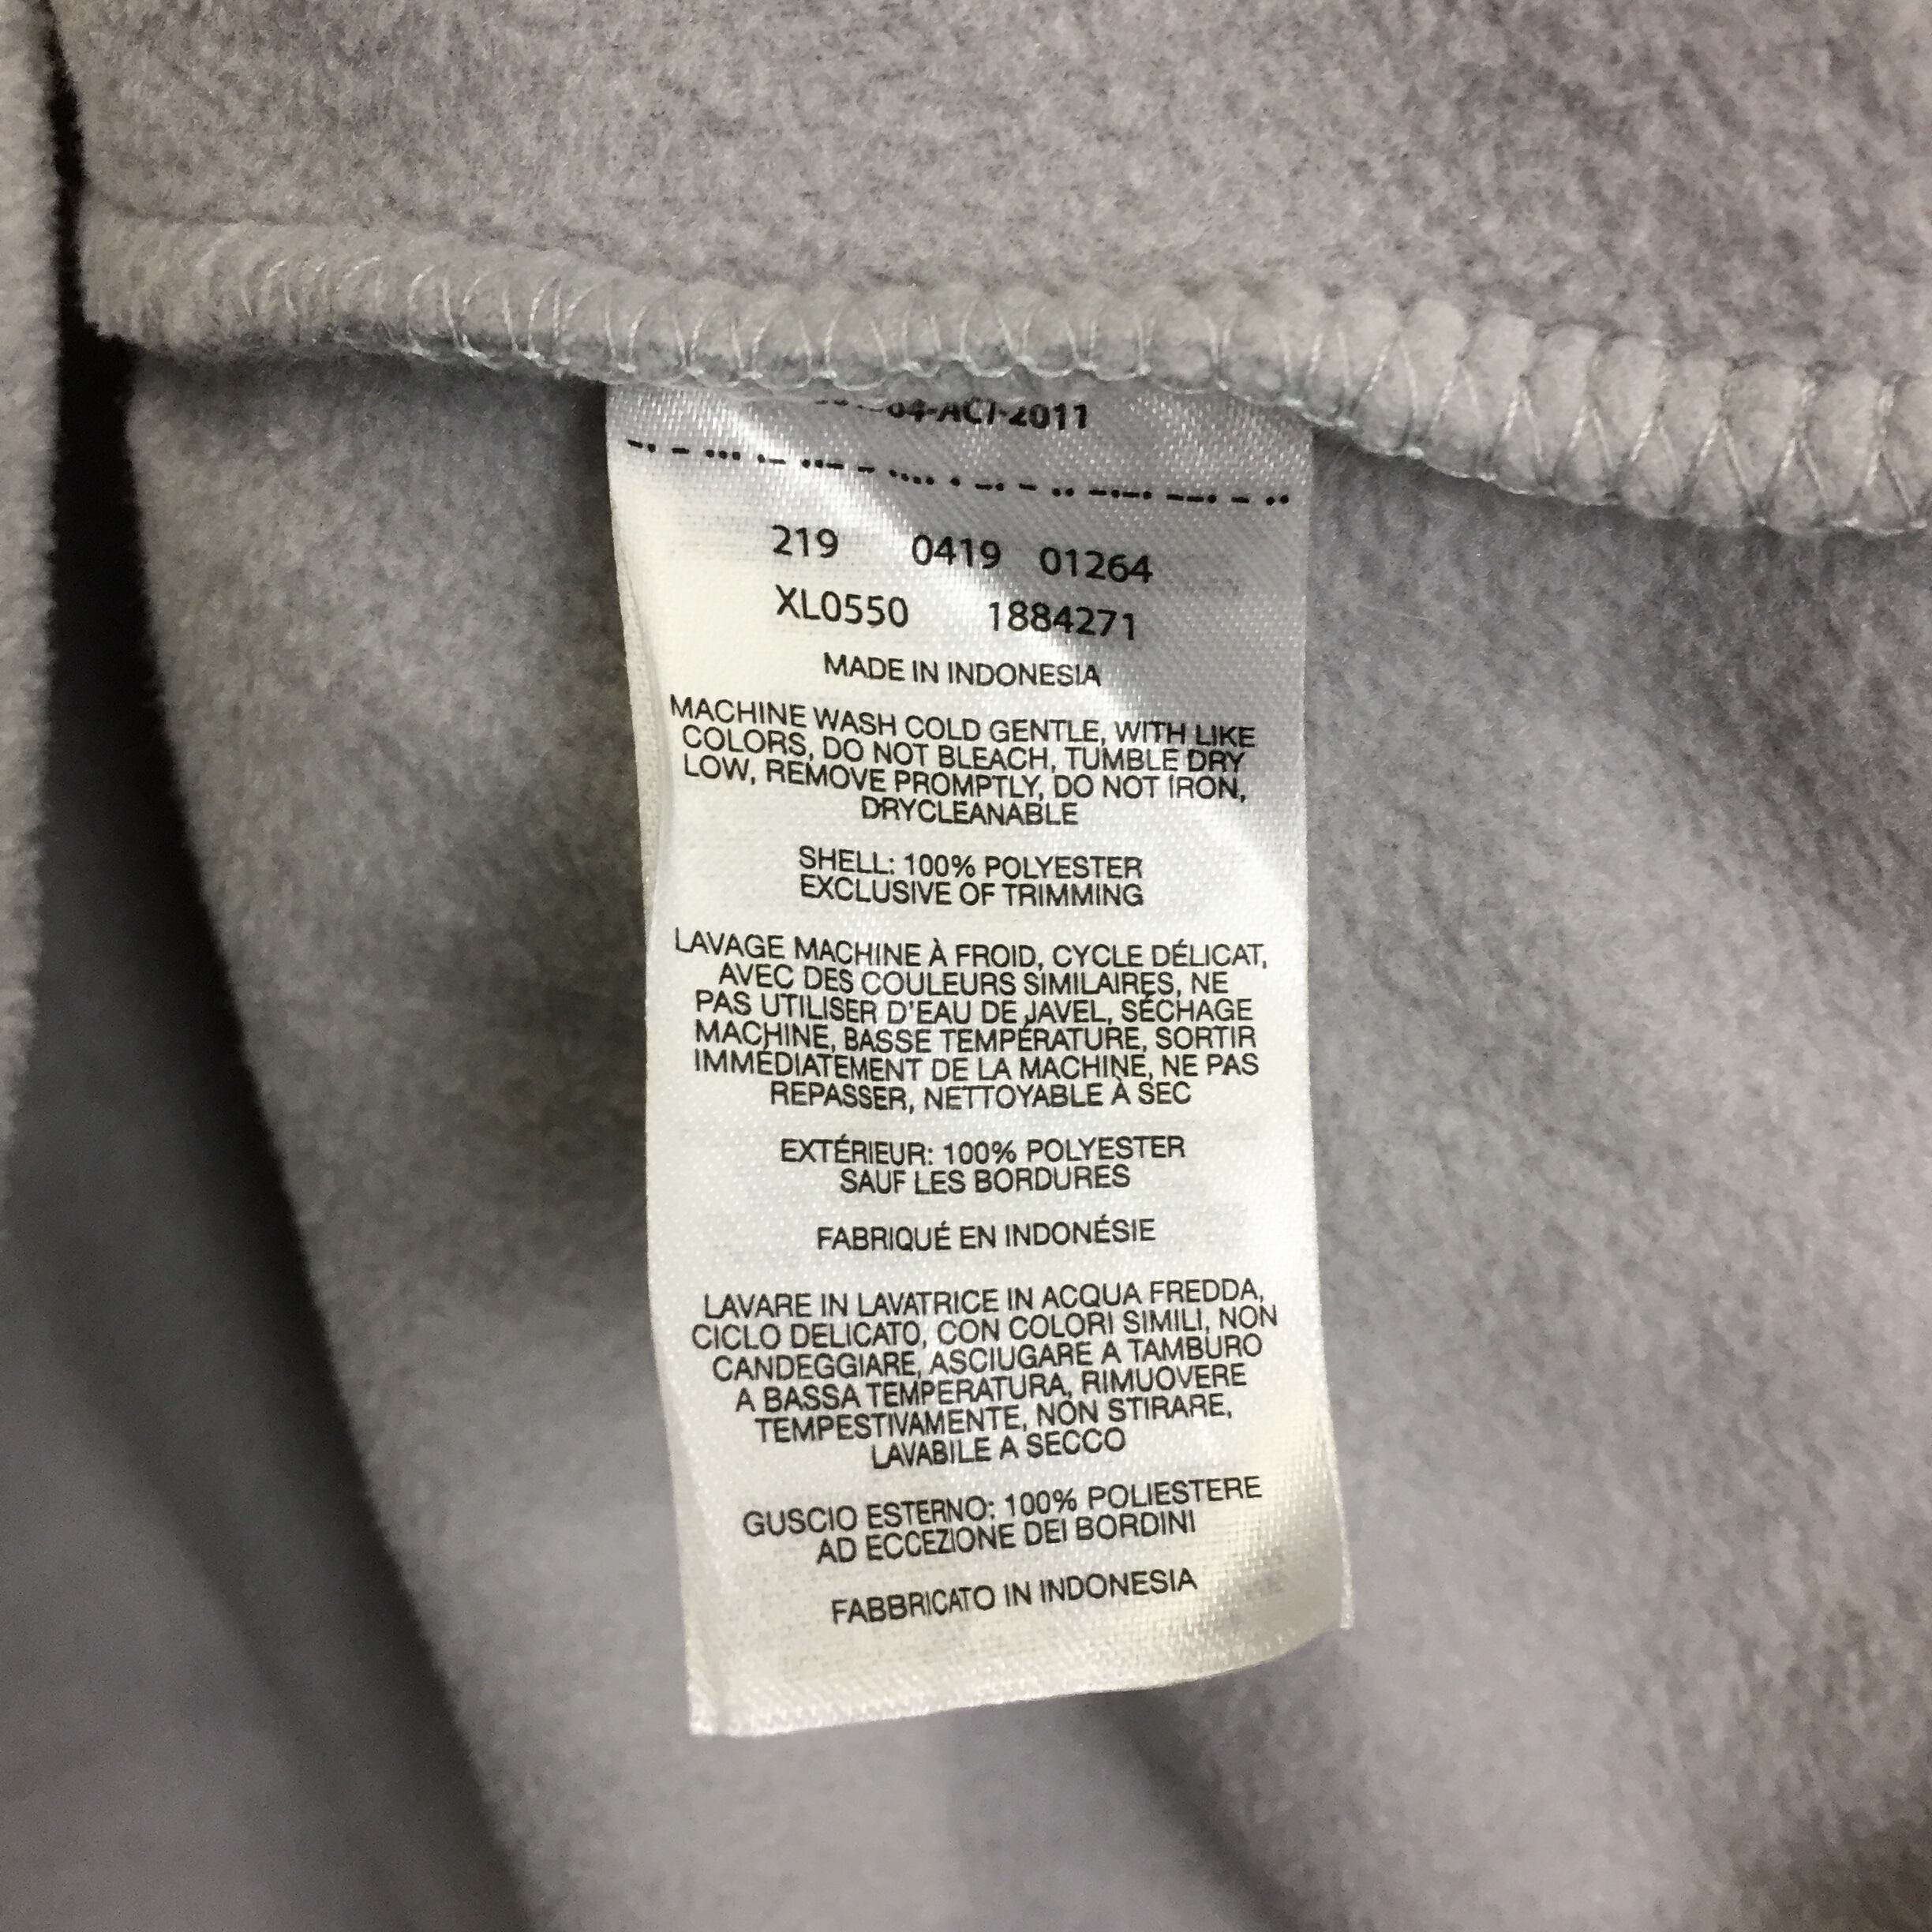 64-ACI-2011
219 0419 01264
XL0550 1884271
MADE IN INDONESIA
MACHINE WASH COLD GENTLE, WITH LIKE
COLORS, DO NOT BLEACH, TUMBLE DRY
LOW, REMOVE PROMPTLY, DO NOT IRON,
DRYCLEANABLE
SHELL: 100% POLYESTER
EXCLUSIVE OF TRIMMING
LAVAGE MACHINE À FROID, CYCLE DÉLICAT,
AVEC DES COULEURS SIMILAIRES, NE
PAS UTILISER D'EAU DE JAVEL, SÉCHAGE
MACHINE, BASSE TEMPÉRATURE, SORTIR
IMMÉDIATEMENT DE LA MACHINE, NE PAS
REPASSER, NETTOYABLE À SEC
EXTÉRIEUR: 100% POLYESTER
SAUF LES BORDURES
FABRIQUÉ EN INDONÉSIE
LAVARE IN LAVATRICE IN ACQUA FREDDA,
CICLO DELICATO, CON COLORI SIMILI, NON
CANDEGGIARE, ASCIUGARE A TAMBURO
A BASSA TEMPERATURA, RIMUOVERE
TEMPESTIVAMENTE, NON STIRARE,
LAVABILE A SECCO
GUSCIO ESTERNO: 100% POLIESTERE
AD ECCEZIONE DEI BORDINI
FABBRICATO IN INDONESIA